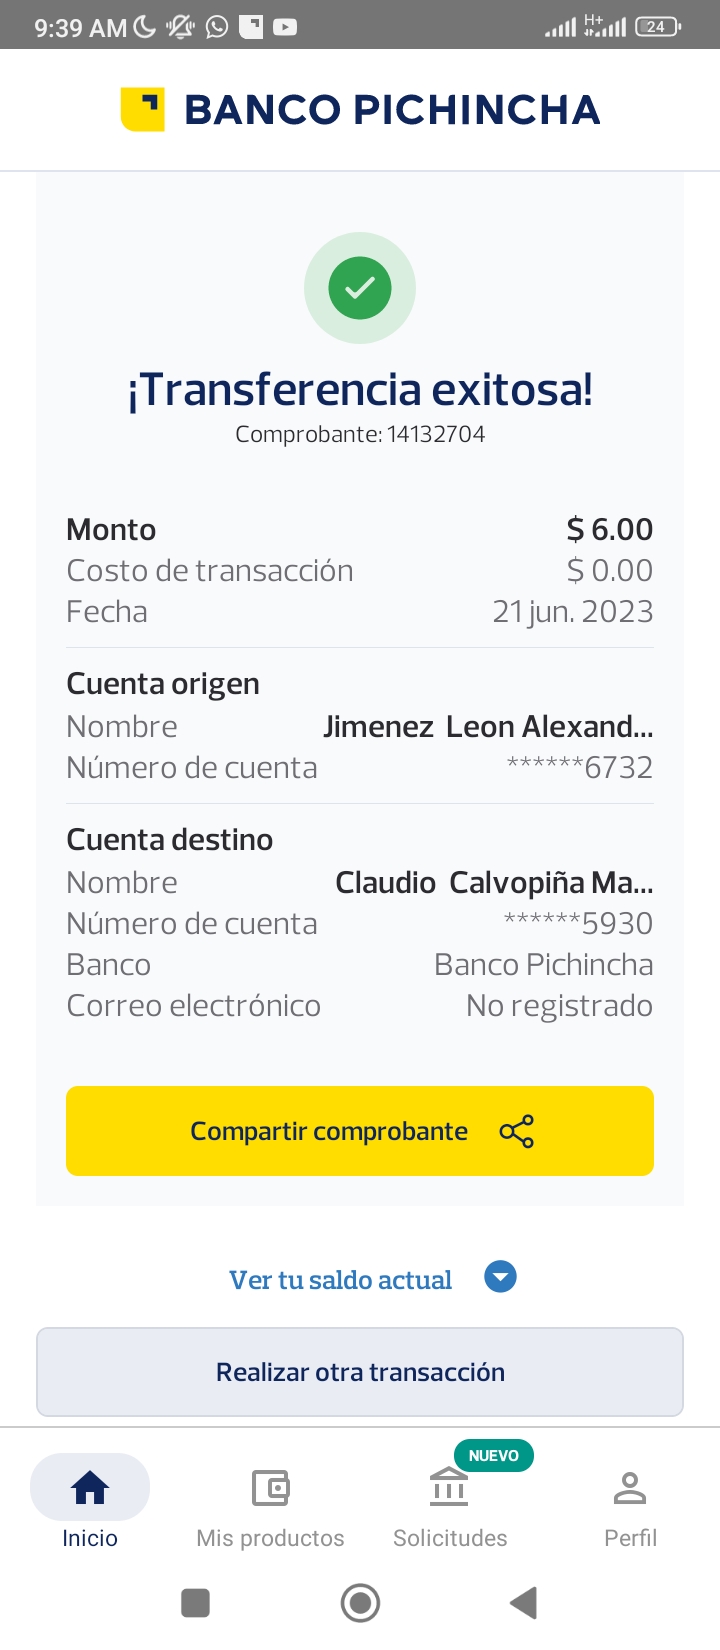 9:39 AM H+ 24
BANCO PICHINCHA
¡Transferencia exitosa!
Comprobante: 14132704
Monto $ 6.00
Costo de transacción $ 0.00
Fecha 21 jun. 2023
Cuenta origen
Nombre Jimenez Leon Alexand...
Número de cuenta ******6732
Cuenta destino
Nombre Claudio Calvopiña Ma...
Número de cuenta ******5930
Banco Banco Pichincha
Correo electrónico No registrado
Compartir comprobante
Ver tu saldo actual
Realizar otra transacción
NUEVO
Inicio Mis productos Solicitudes Perfil